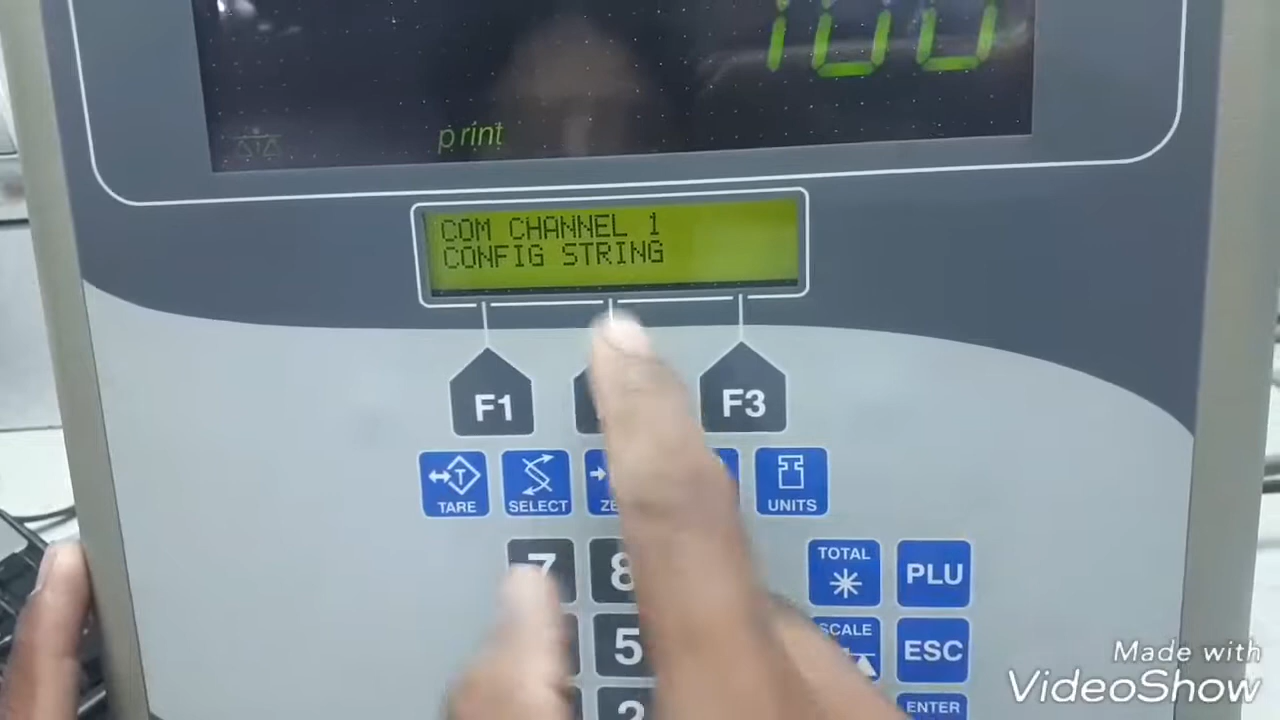 100
print
COM CHANNEL 1
CONFIG STRING
F1
F3
TARE
SELECT
UNITS
7
8
TOTAL
PLU
5
SCALE
ESC
2
ENTER
Made with
VideoShow